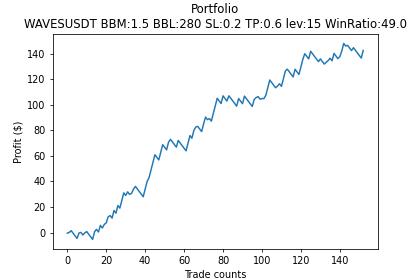 Portfolio
WAVESUSDT BBM:1.5 BBL:280 SL:0.2 TP:0.6 lev:15 WinRatio:49.0
140
120
100
80
60
40
20
0
Profit ($)
0 20 40 60 80 100 120 140
Trade counts